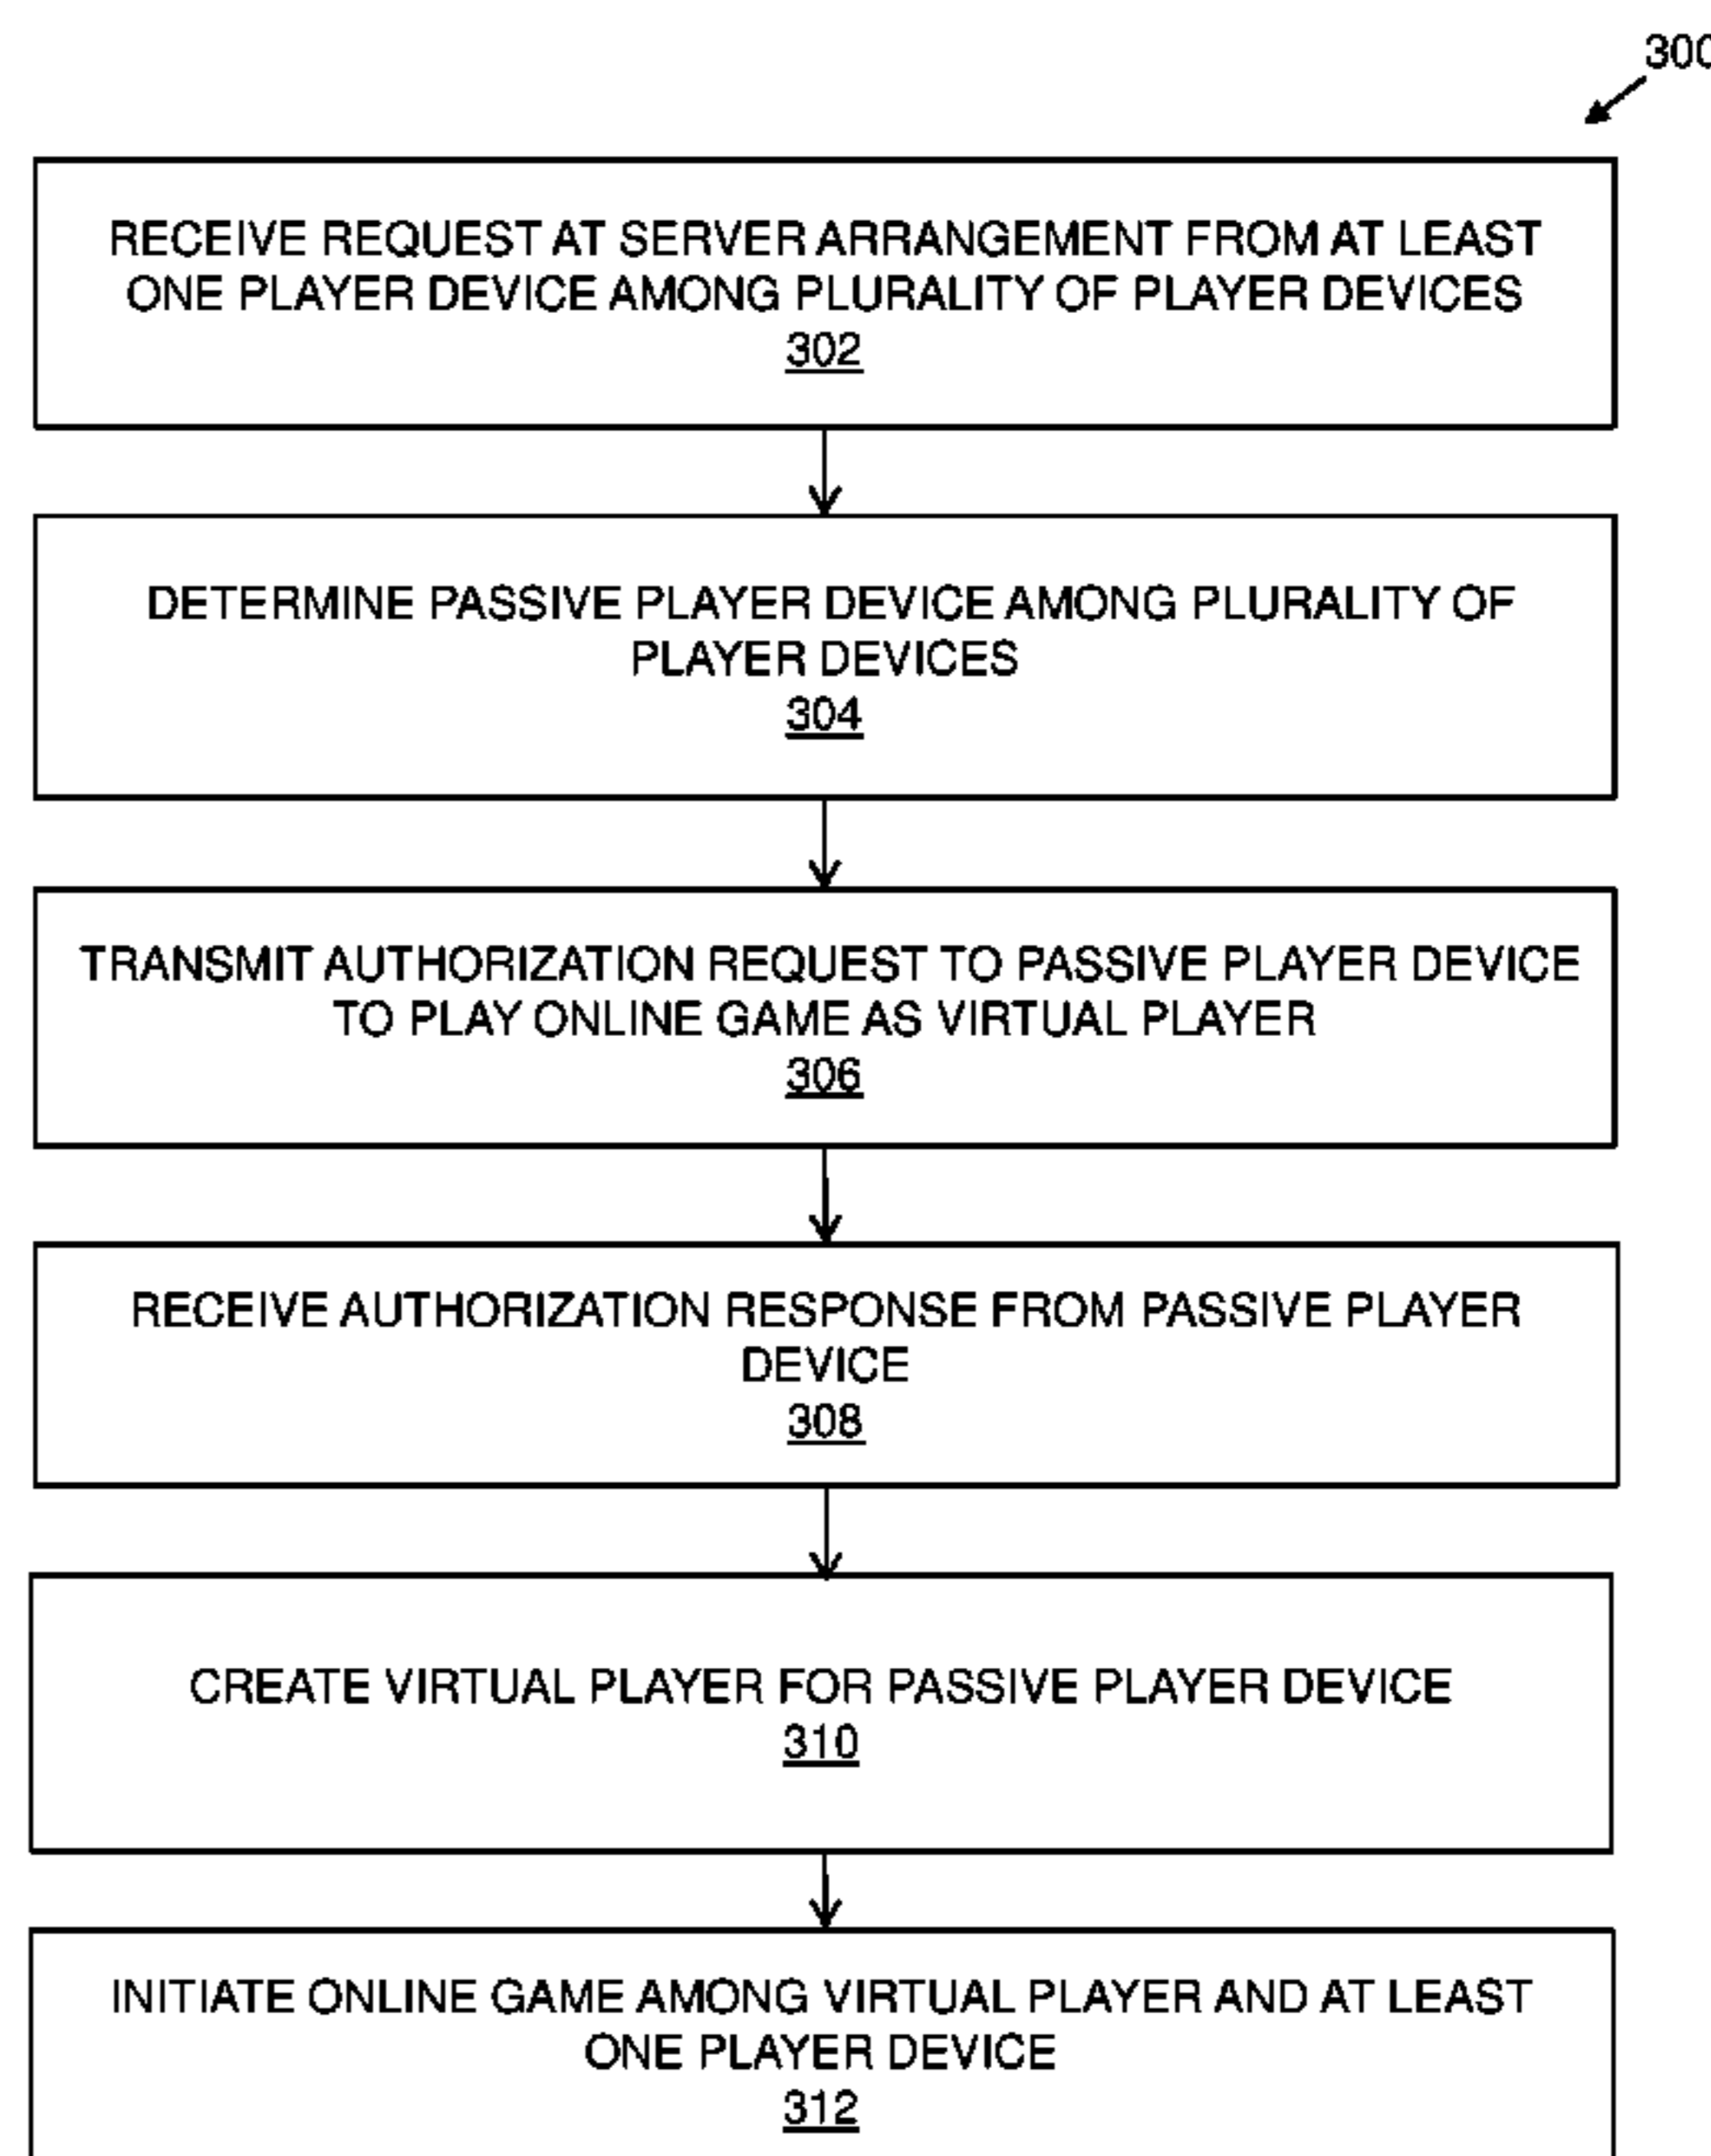 300
RECEIVE REQUEST AT SERVER ARRANGEMENT FROM AT LEAST
ONE PLAYER DEVICE AMONG PLURALITY OF PLAYER DEVICES
302
DETERMINE PASSIVE PLAYER DEVICE AMONG PLURALITY OF
PLAYER DEVICES
304
TRANSMIT AUTHORIZATION REQUEST TO PASSIVE PLAYER DEVICE
TO PLAY ONLINE GAME AS VIRTUAL PLAYER
306
RECEIVE AUTHORIZATION RESPONSE FROM PASSIVE PLAYER
DEVICE
308
CREATE VIRTUAL PLAYER FOR PASSIVE PLAYER DEVICE
310
INITIATE ONLINE GAME AMONG VIRTUAL PLAYER AND AT LEAST
ONE PLAYER DEVICE
312